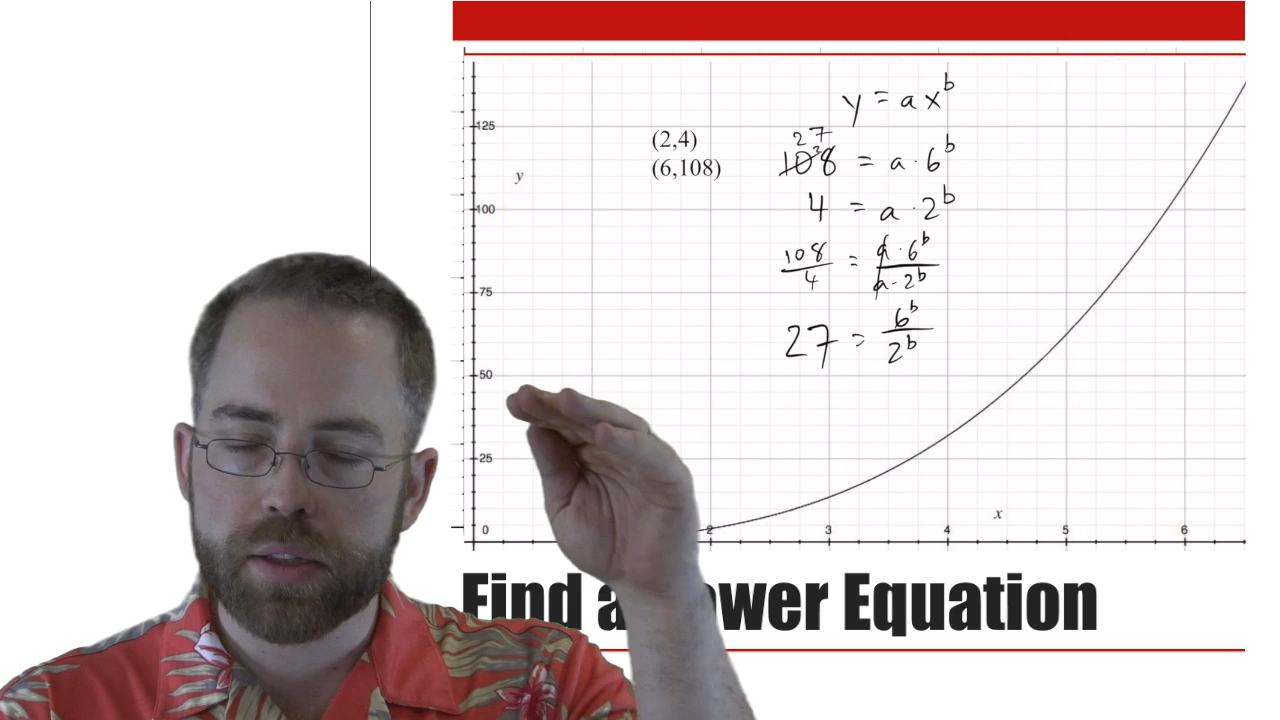 y = a x^b
(2,4)
(6,108)
27
108 = a · 6^b
4 = a · 2^b
108/4 = a · 6^b / a · 2^b
27 = 6^b / 2^b
125
100
75
50
25
0
2 3 4 5 6
y
x
Find a Power Equation